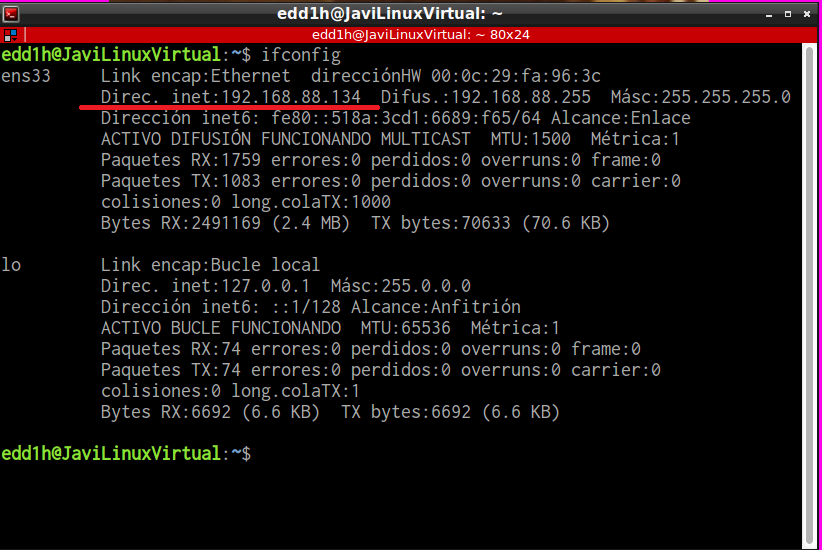 edd1h@JaviLinuxVirtual: ~
edd1h@JaviLinuxVirtual: ~ 80x24
edd1h@JaviLinuxVirtual:~$ ifconfig
ens33     Link encap:Ethernet  direcciónHW 00:0c:29:fa:96:3c
          Direc. inet:192.168.88.134  Difus.:192.168.88.255  Másc:255.255.255.0
          Dirección inet6: fe80::518a:3cd1:6689:f65/64 Alcance:Enlace
          ACTIVO DIFUSIÓN FUNCIONANDO MULTICAST  MTU:1500  Métrica:1
          Paquetes RX:1759 errores:0 perdidos:0 overruns:0 frame:0
          Paquetes TX:1083 errores:0 perdidos:0 overruns:0 carrier:0
          colisiones:0 long.colaTX:1000
          Bytes RX:2491169 (2.4 MB)  TX bytes:70633 (70.6 KB)
lo        Link encap:Bucle local
          Direc. inet:127.0.0.1  Másc:255.0.0.0
          Dirección inet6: ::1/128 Alcance:Anfitrión
          ACTIVO BUCLE FUNCIONANDO  MTU:65536  Métrica:1
          Paquetes RX:74 errores:0 perdidos:0 overruns:0 frame:0
          Paquetes TX:74 errores:0 perdidos:0 overruns:0 carrier:0
          colisiones:0 long.colaTX:1
          Bytes RX:6692 (6.6 KB)  TX bytes:6692 (6.6 KB)
edd1h@JaviLinuxVirtual:~$